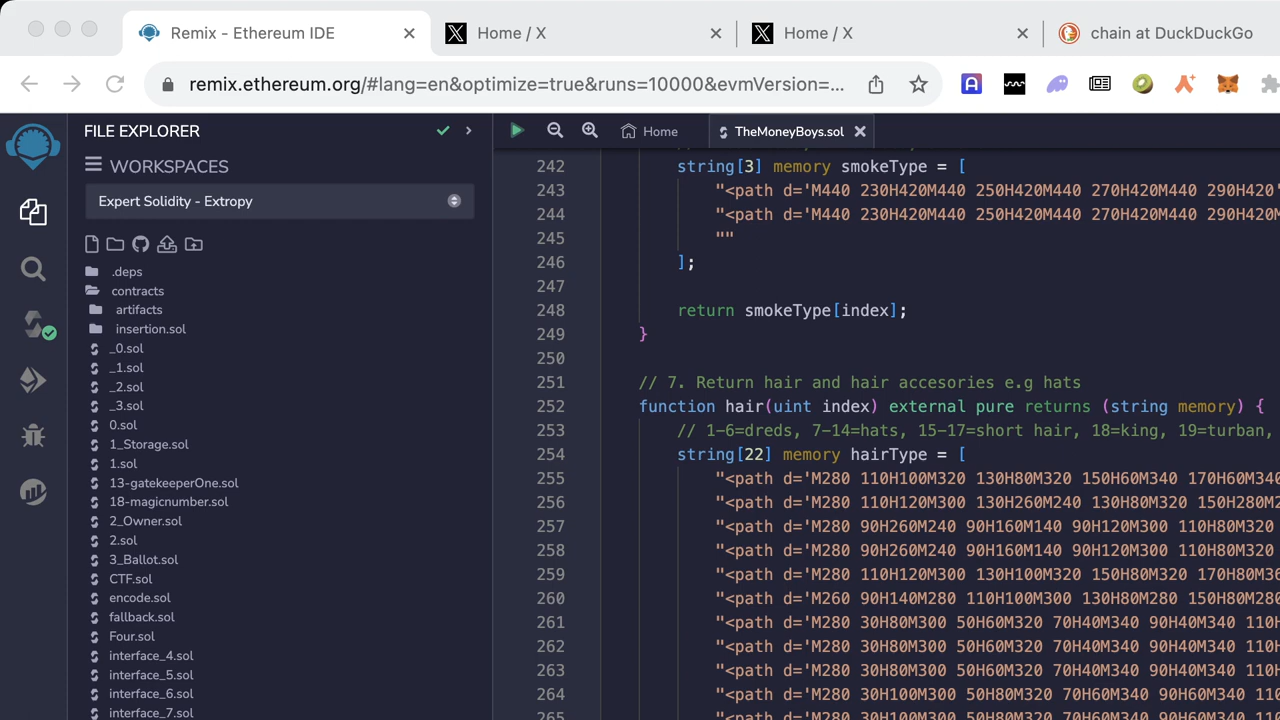 Remix - Ethereum IDE
Home / X
Home / X
chain at DuckDuckGo
remix.ethereum.org/#lang=en&optimize=true&runs=10000&evmVersion=...
FILE EXPLORER
WORKSPACES
Expert Solidity - Extropy
.deps
contracts
artifacts
insertion.sol
_0.sol
_1.sol
_2.sol
_3.sol
0.sol
1_Storage.sol
1.sol
13-gatekeeperOne.sol
18-magicnumber.sol
2_Owner.sol
2.sol
3_Ballot.sol
CTF.sol
encode.sol
fallback.sol
Four.sol
interface_4.sol
interface_5.sol
interface_6.sol
interface_7.sol
Home
TheMoneyBoys.sol
242 string[3] memory smokeType = [
243 "<path d='M440 230H420M440 250H420M440 270H420M440 290H420'
244 "<path d='M440 230H420M440 250H420M440 270H420M440 290H420M
245 ""
246 ];
247
248 return smokeType[index];
249 }
250
251 // 7. Return hair and hair accesories e.g hats
252 function hair(uint index) external pure returns (string memory) {
253 // 1-6=dreds, 7-14=hats, 15-17=short hair, 18=king, 19=turban,
254 string[22] memory hairType = [
255 "<path d='M280 110H100M320 130H80M320 150H60M340 170H60M340
256 "<path d='M280 110H120M300 130H260M240 130H80M320 150H280M2
257 "<path d='M280 90H260M240 90H160M140 90H120M300 110H80M320
258 "<path d='M280 90H260M240 90H160M140 90H120M300 110H80M320
259 "<path d='M280 110H120M300 130H100M320 150H80M320 170H80M36
260 "<path d='M260 90H140M280 110H100M300 130H80M280 150H80M280
261 "<path d='M280 30H80M300 50H60M320 70H40M340 90H40M340 110H
262 "<path d='M280 30H80M300 50H60M320 70H40M340 90H40M340 110H
263 "<path d='M280 30H80M300 50H60M320 70H40M340 90H40M340 110H
264 "<path d='M280 30H100M300 50H80M320 70H60M340 90H60M340 110
265 "<path d='M280 30H100M300 50H80M320 70H60M340 90H60M340 110